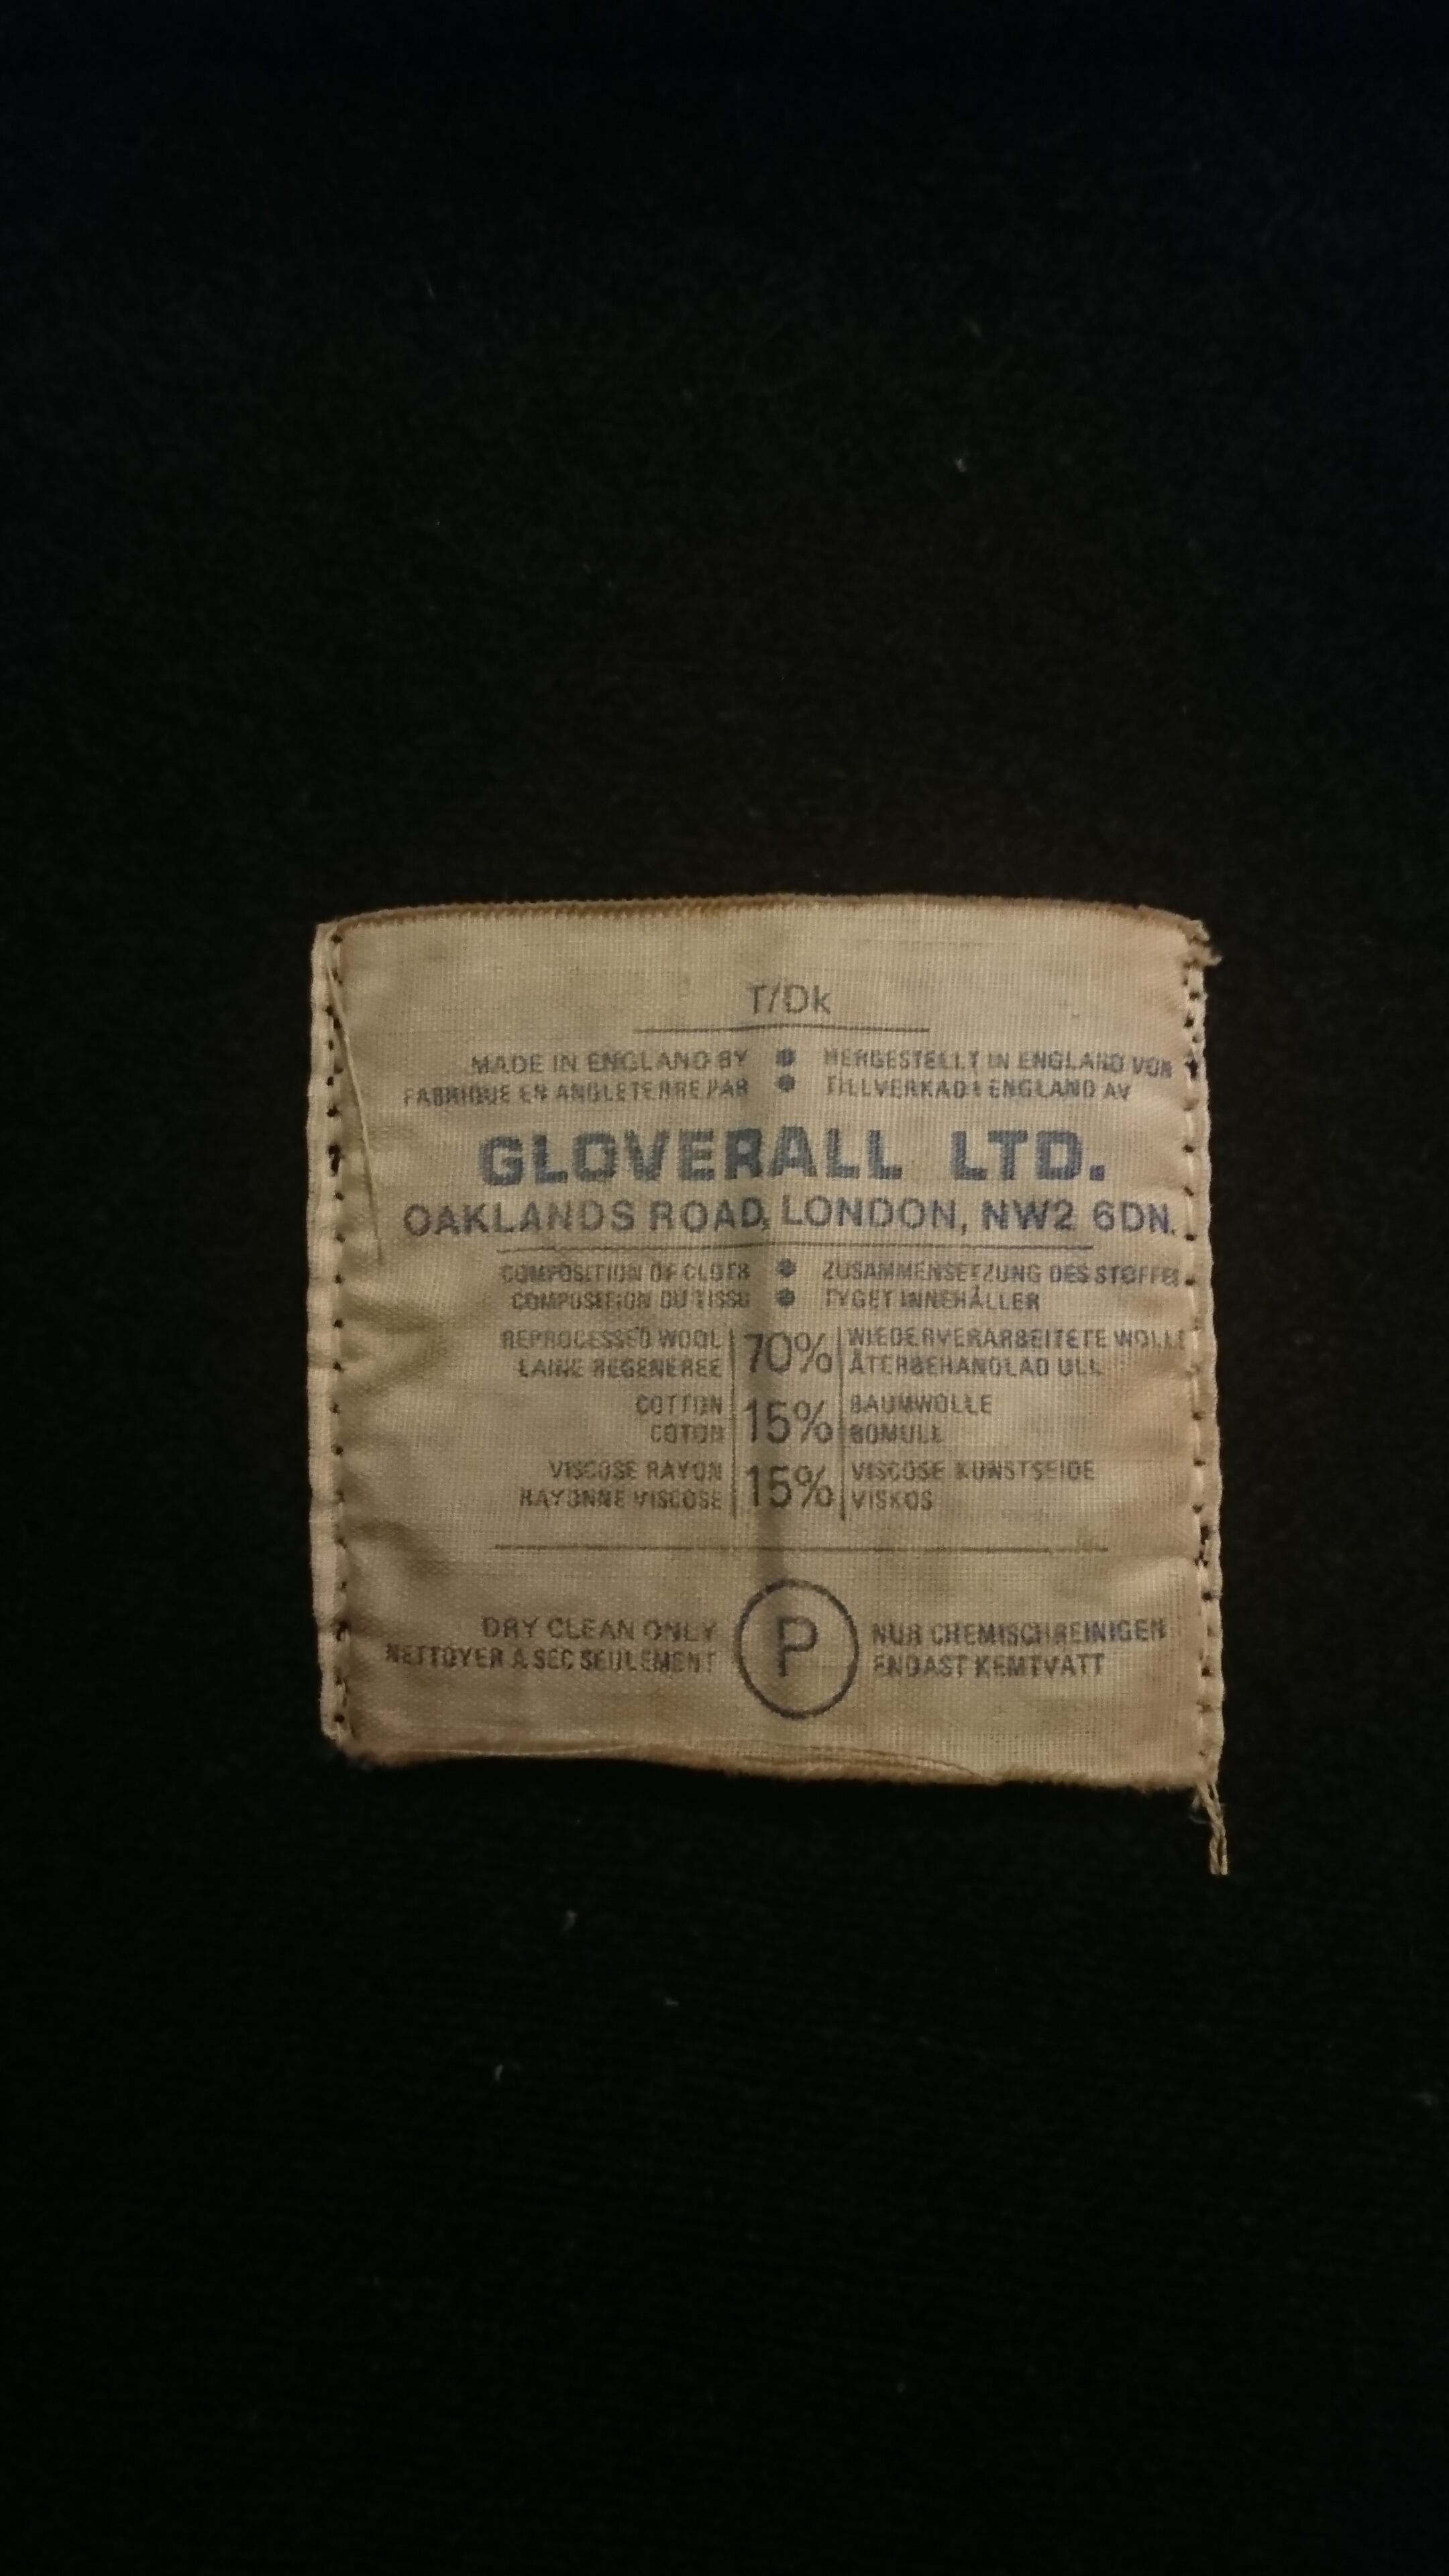 T/Dk
MADE IN ENGLAND BY • HERGESTELLT IN ENGLAND VON
FABRIQUE EN ANGLETERRE PAR • TILLVERKAD I ENGLAND AV
GLOVERALL LTD.
OAKLANDS ROAD, LONDON, NW2 6DN.
COMPOSITION OF CLOTH • ZUSAMMENSETZUNG DES STOFFES
COMPOSITION DU TISSU • TYGET INNEHÅLLER
REPROCESSED WOOL 70% WIEDERVERARBEITETE WOLLE
LAINE REGENEREE ÅTERBEHANDLAD ULL
COTTON 15% BAUMWOLLE
COTON BOMULL
VISCOSE RAYON 15% VISCOSE KUNSTSEIDE
RAYONNE VISCOSE VISKOS
DRY CLEAN ONLY P NUR CHEMISCHREINIGEN
NETTOYER A SEC SEULEMENT ENDAST KEMTVATT